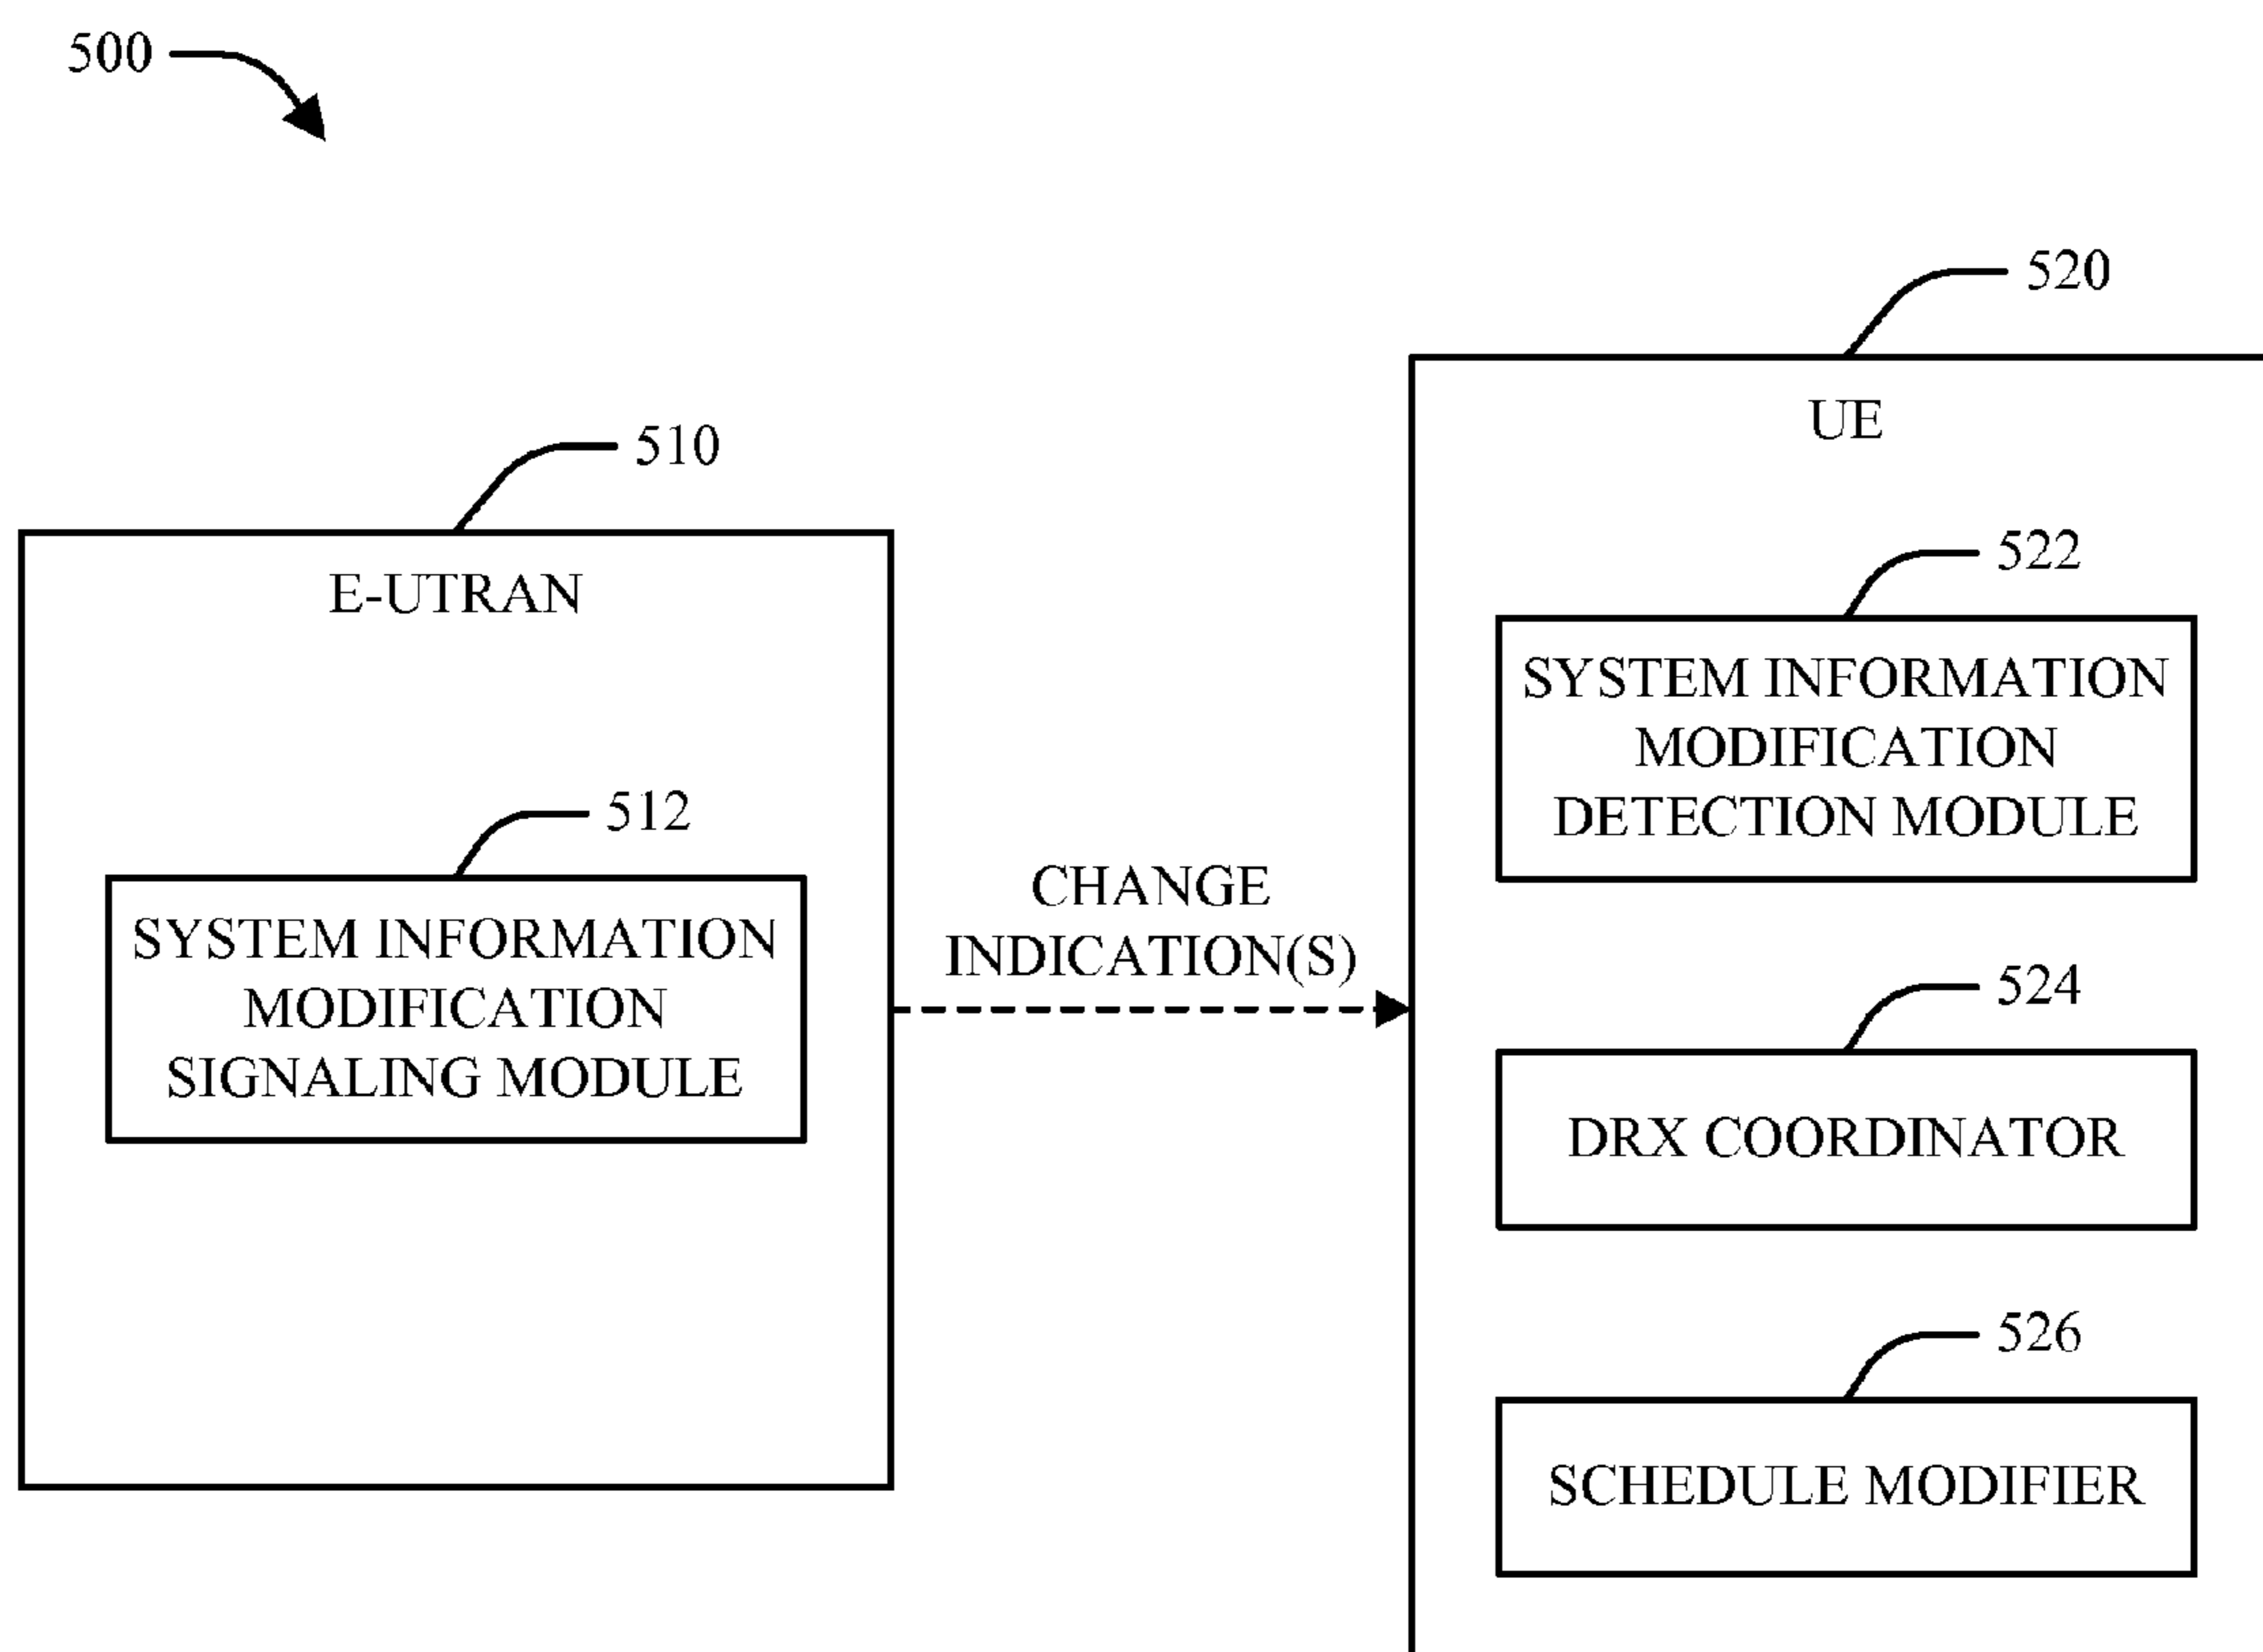 500
520
UE
510
E-UTRAN
522
SYSTEM INFORMATION
MODIFICATION
DETECTION MODULE
512
SYSTEM INFORMATION
MODIFICATION
SIGNALING MODULE
CHANGE
INDICATION(S)
524
DRX COORDINATOR
526
SCHEDULE MODIFIER